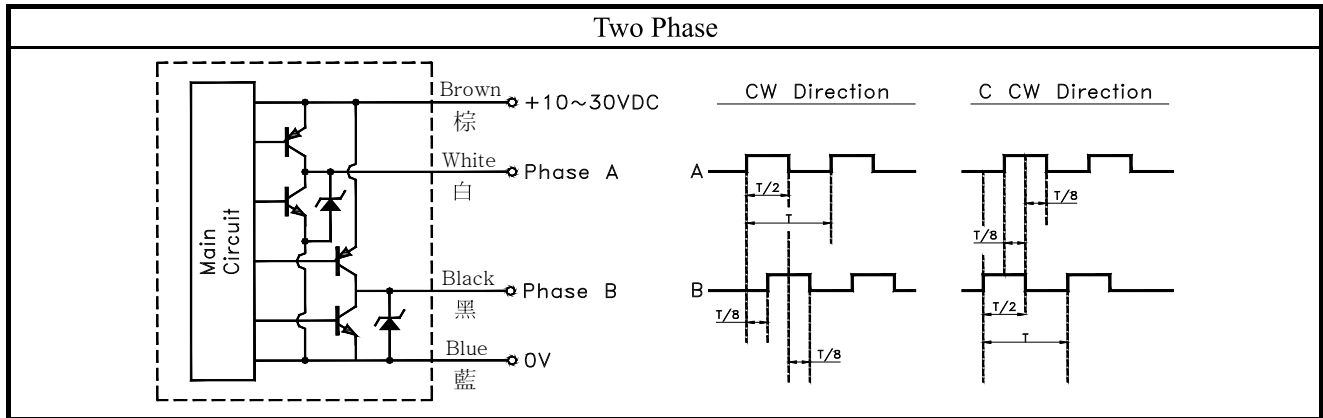 Two Phase
Brown
棕
+10~30VDC
White
白
Phase A
Main
Circuit
Black
黑
Phase B
Blue
藍
0V
CW Direction
A
T/2
T
B
T/8
T/8
C CW Direction
T/8
T/8
T/2
T